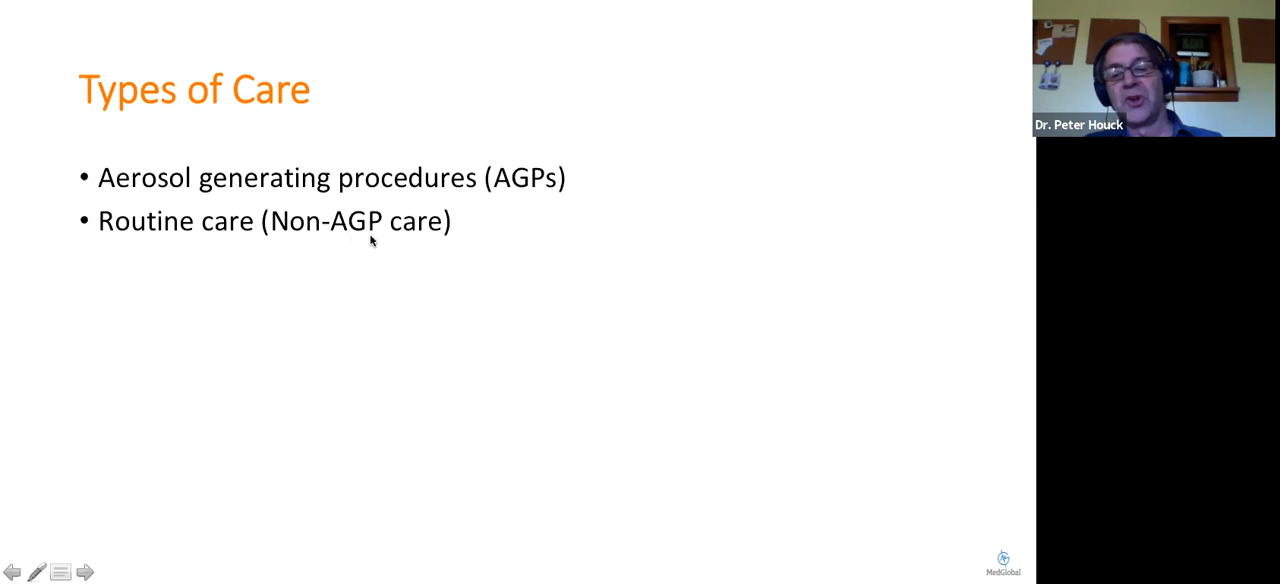 Types of Care
• Aerosol generating procedures (AGPs)
• Routine care (Non-AGP care)
Dr. Peter Houck
MedGlobal